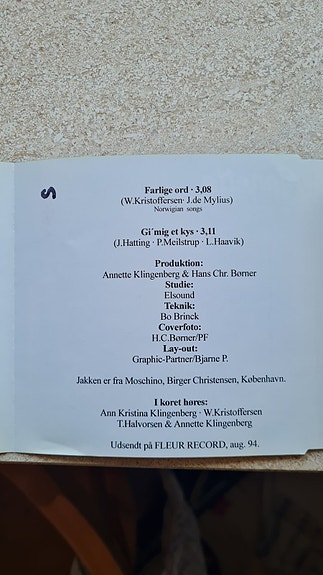 S
Farlige ord · 3,08
(W.Kristoffersen· J.de Mylius)
Norwigian songs
Gi´mig et kys · 3,11
(J.Hatting · P.Meilstrup · L.Haavik)
Produktion:
Annette Klingenberg & Hans Chr. Børner
Studie:
Elsound
Teknik:
Bo Brinck
Coverfoto:
H.C.Børner/PF
Lay-out:
Graphic-Partner/Bjarne P.
Jakken er fra Moschino, Birger Christensen, København.
I koret høres:
Ann Kristina Klingenberg · W.Kristoffersen
T.Halvorsen & Annette Klingenberg
Udsendt på FLEUR RECORD, aug. 94.